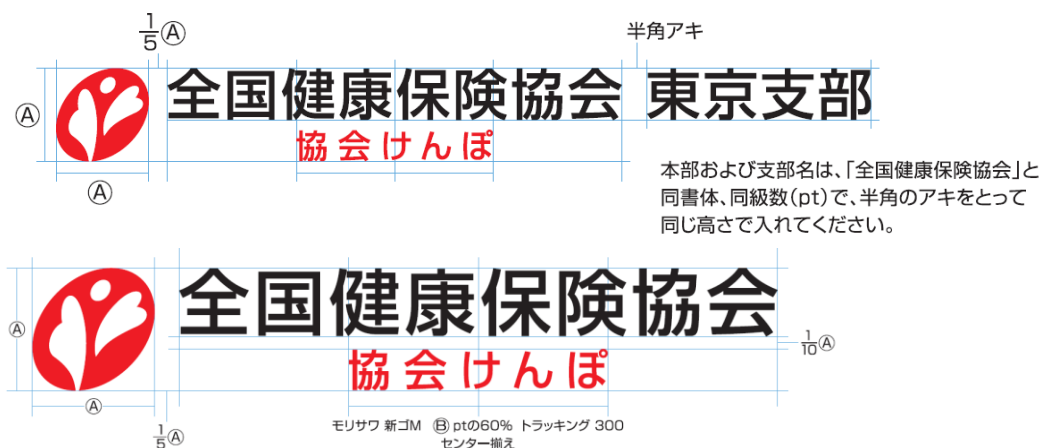 1/5Ⓐ
半角アキ
Ⓐ
全国健康保険協会 東京支部
協会けんぽ
Ⓐ
本部および支部名は、「全国健康保険協会」と
同書体、同級数(pt)で、半角のアキをとって
同じ高さで入れてください。
Ⓐ
全国健康保険協会
1/10Ⓐ
協会けんぽ
Ⓐ
1/5Ⓐ
モリサワ 新ゴM Ⓑptの60% トラッキング 300
センター揃え